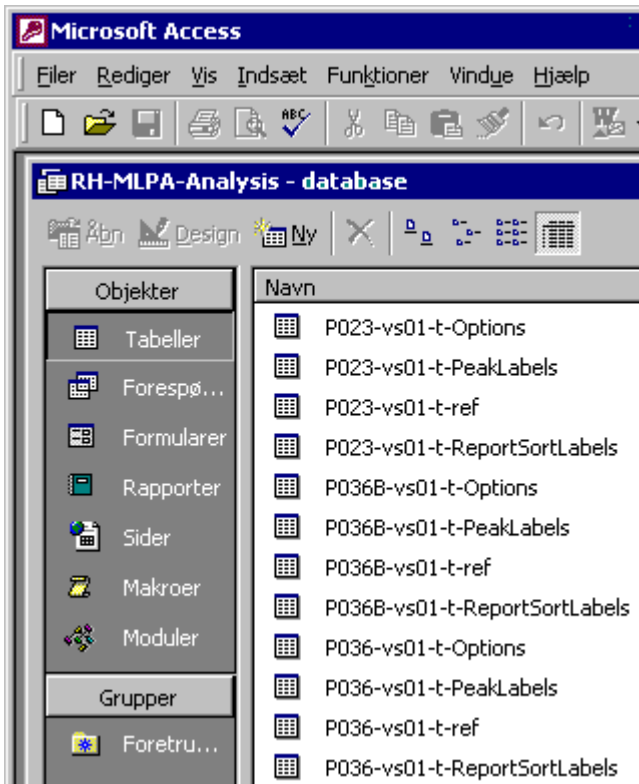 Microsoft Access
Filer Rediger Vis Indsæt Funktioner Vindue Hjælp
ABC
RH-MLPA-Analysis - database
Åbn Design Ny
Objekter
Tabeller
Forespø...
Formularer
Rapporter
Sider
Makroer
Moduler
Grupper
Foretru...
Navn
P023-vs01-t-Options
P023-vs01-t-PeakLabels
P023-vs01-t-ref
P023-vs01-t-ReportSortLabels
P036B-vs01-t-Options
P036B-vs01-t-PeakLabels
P036B-vs01-t-ref
P036B-vs01-t-ReportSortLabels
P036-vs01-t-Options
P036-vs01-t-PeakLabels
P036-vs01-t-ref
P036-vs01-t-ReportSortLabels